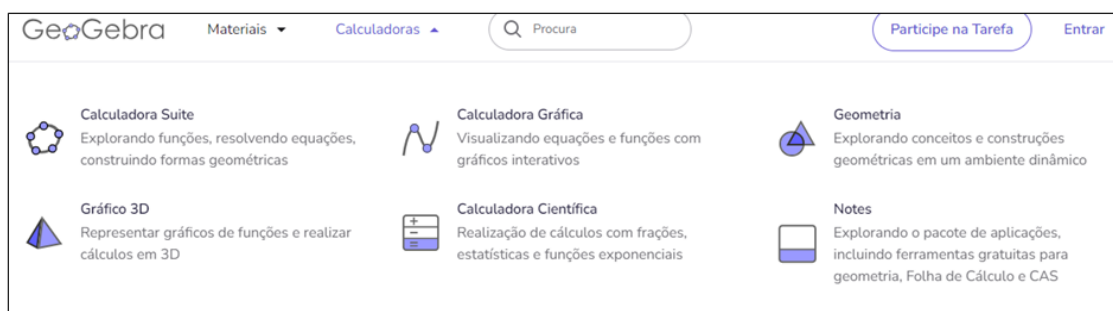 GeoGebra Materiais Calculadoras Procura Participe na Tarefa Entrar
Calculadora Suite
Explorando funções, resolvendo equações,
construindo formas geométricas
Calculadora Gráfica
Visualizando equações e funções com
gráficos interativos
Geometria
Explorando conceitos e construções
geométricas em um ambiente dinâmico
Gráfico 3D
Representar gráficos de funções e realizar
cálculos em 3D
Calculadora Científica
Realização de cálculos com frações,
estatísticas e funções exponenciais
Notes
Explorando o pacote de aplicações,
incluindo ferramentas gratuitas para
geometria, Folha de Cálculo e CAS